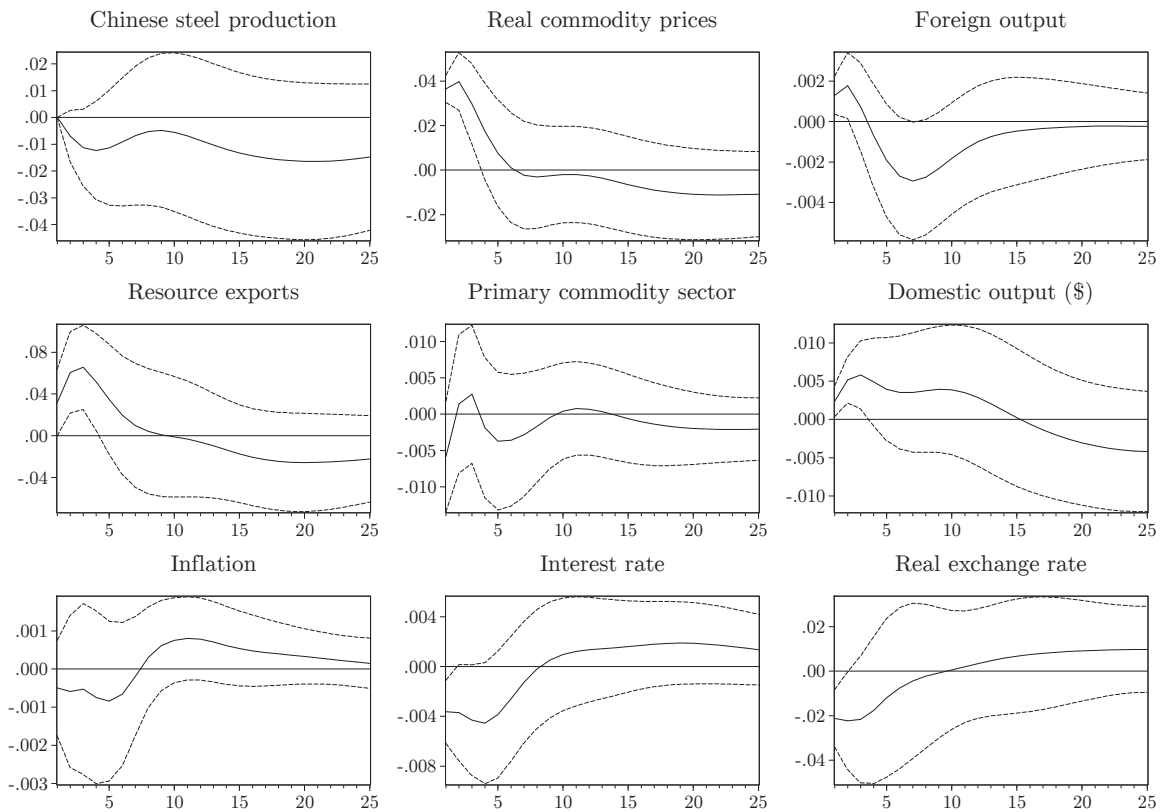 Chinese steel production
Real commodity prices
Foreign output
.02
.01
.00
-.01
-.02
-.03
-.04
5 10 15 20 25
.04
.02
.00
-.02
5 10 15 20 25
.002
.000
-.002
-.004
5 10 15 20 25
Resource exports
Primary commodity sector
Domestic output ($)
.08
.04
.00
-.04
5 10 15 20 25
.010
.005
.000
-.005
-.010
5 10 15 20 25
.010
.005
.000
-.005
-.010
5 10 15 20 25
Inflation
Interest rate
Real exchange rate
.001
.000
-.001
-.002
-.003
5 10 15 20 25
.004
.000
-.004
-.008
5 10 15 20 25
.02
.00
-.02
-.04
5 10 15 20 25